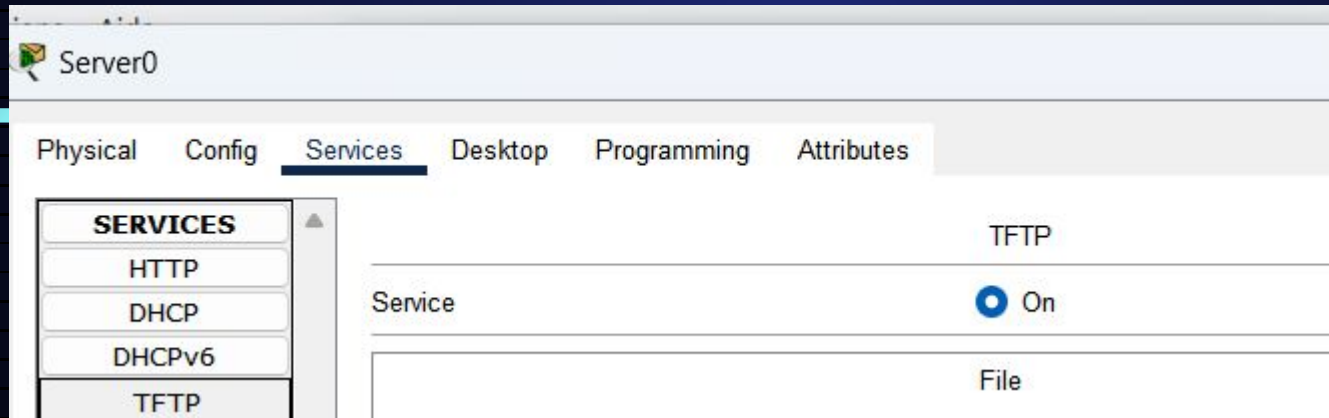 Server0
Physical Config Services Desktop Programming Attributes
SERVICES
HTTP
DHCP
DHCPv6
TFTP
TFTP
Service On
File